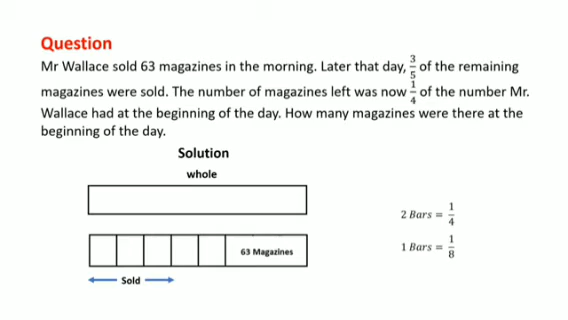 Question
Mr Wallace sold 63 magazines in the morning. Later that day, 3/5 of the remaining
magazines were sold. The number of magazines left was now 1/4 of the number Mr.
Wallace had at the beginning of the day. How many magazines were there at the
beginning of the day.
Solution
whole
2 Bars = 1/4
63 Magazines
1 Bars = 1/8
Sold